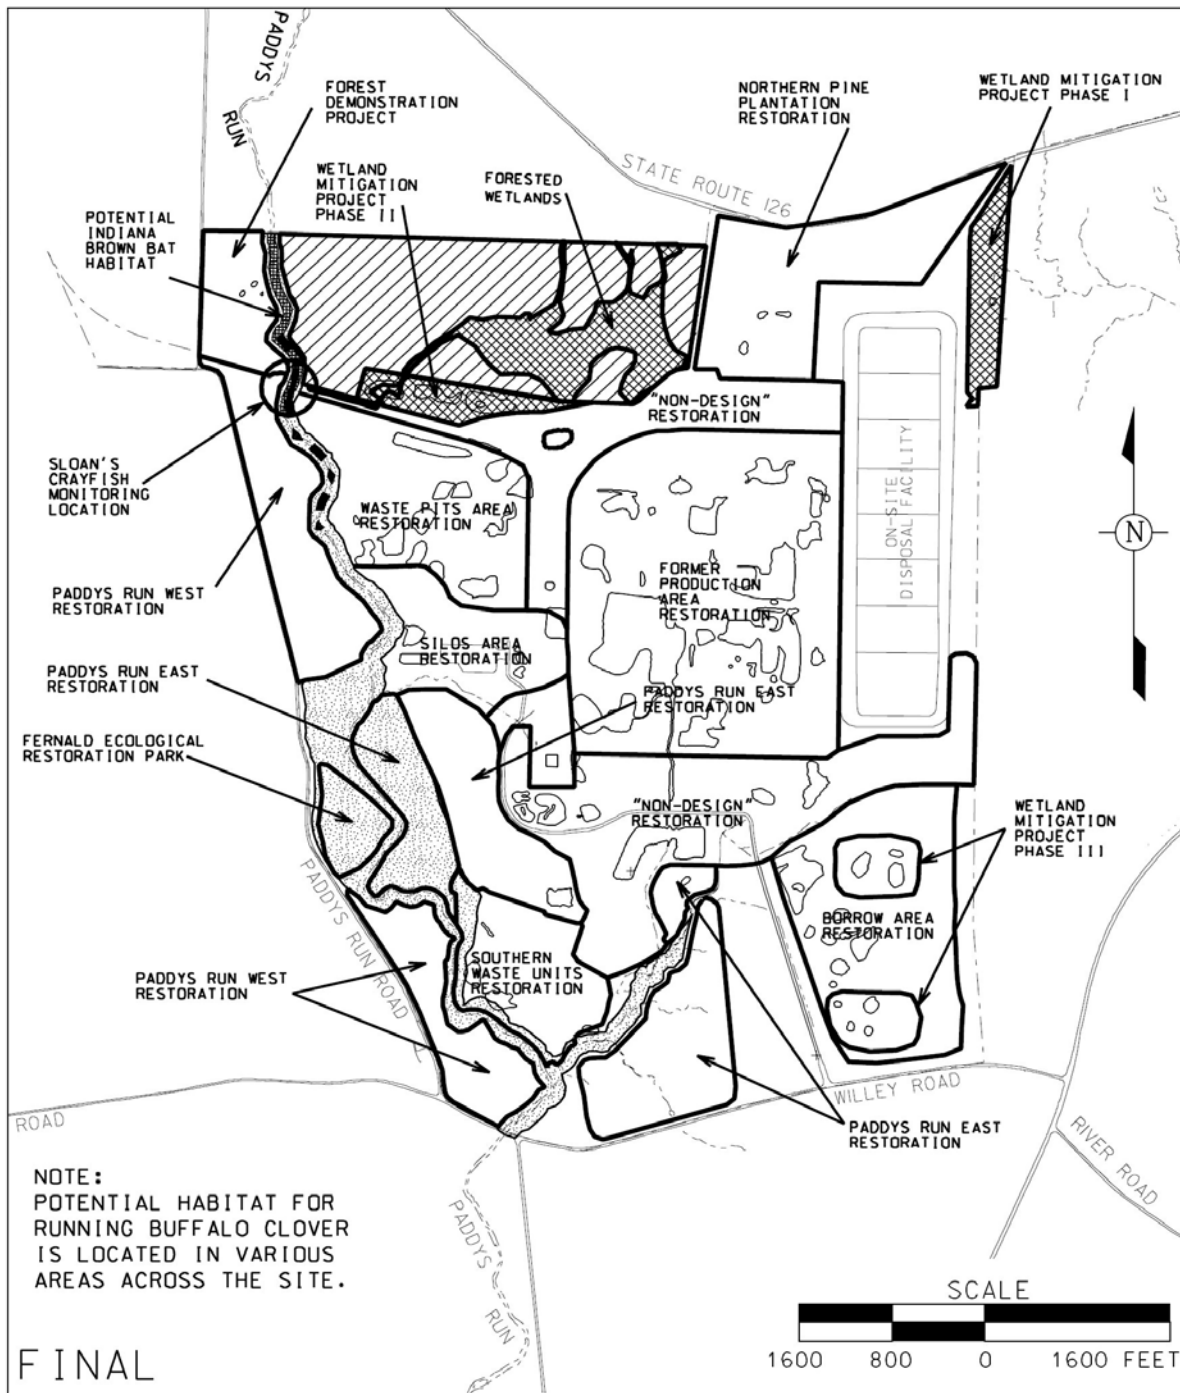 PADDYS
RUN
FOREST
DEMONSTRATION
PROJECT
WETLAND
MITIGATION
PROJECT
PHASE II
FORESTED
WETLANDS
NORTHERN PINE
PLANTATION
RESTORATION
WETLAND MITIGATION
PROJECT PHASE I
STATE ROUTE 126
POTENTIAL
INDIANA
BROWN BAT
HABITAT
"NON-DESIGN"
RESTORATION
SLOAN'S
CRAYFISH
MONITORING
LOCATION
WASTE PITS AREA
RESTORATION
ON-SITE
DISPOSAL FACILITY
N
FORMER
PRODUCTION
AREA
RESTORATION
PADDYS RUN WEST
RESTORATION
SILOS AREA
RESTORATION
PADDYS RUN EAST
RESTORATION
PADDYS RUN EAST
RESTORATION
FERNALD ECOLOGICAL
RESTORATION PARK
"NON-DESIGN"
RESTORATION
WETLAND
MITIGATION
PROJECT
PHASE III
PADDYS RUN ROAD
BORROW AREA
RESTORATION
SOUTHERN
WASTE UNITS
RESTORATION
PADDYS RUN WEST
RESTORATION
WILLEY ROAD
ROAD
PADDYS RUN EAST
RESTORATION
RIVER ROAD
PADDYS
RUN
NOTE:
POTENTIAL HABITAT FOR
RUNNING BUFFALO CLOVER
IS LOCATED IN VARIOUS
AREAS ACROSS THE SITE.
SCALE
1600 800 0 1600 FEET
FINAL